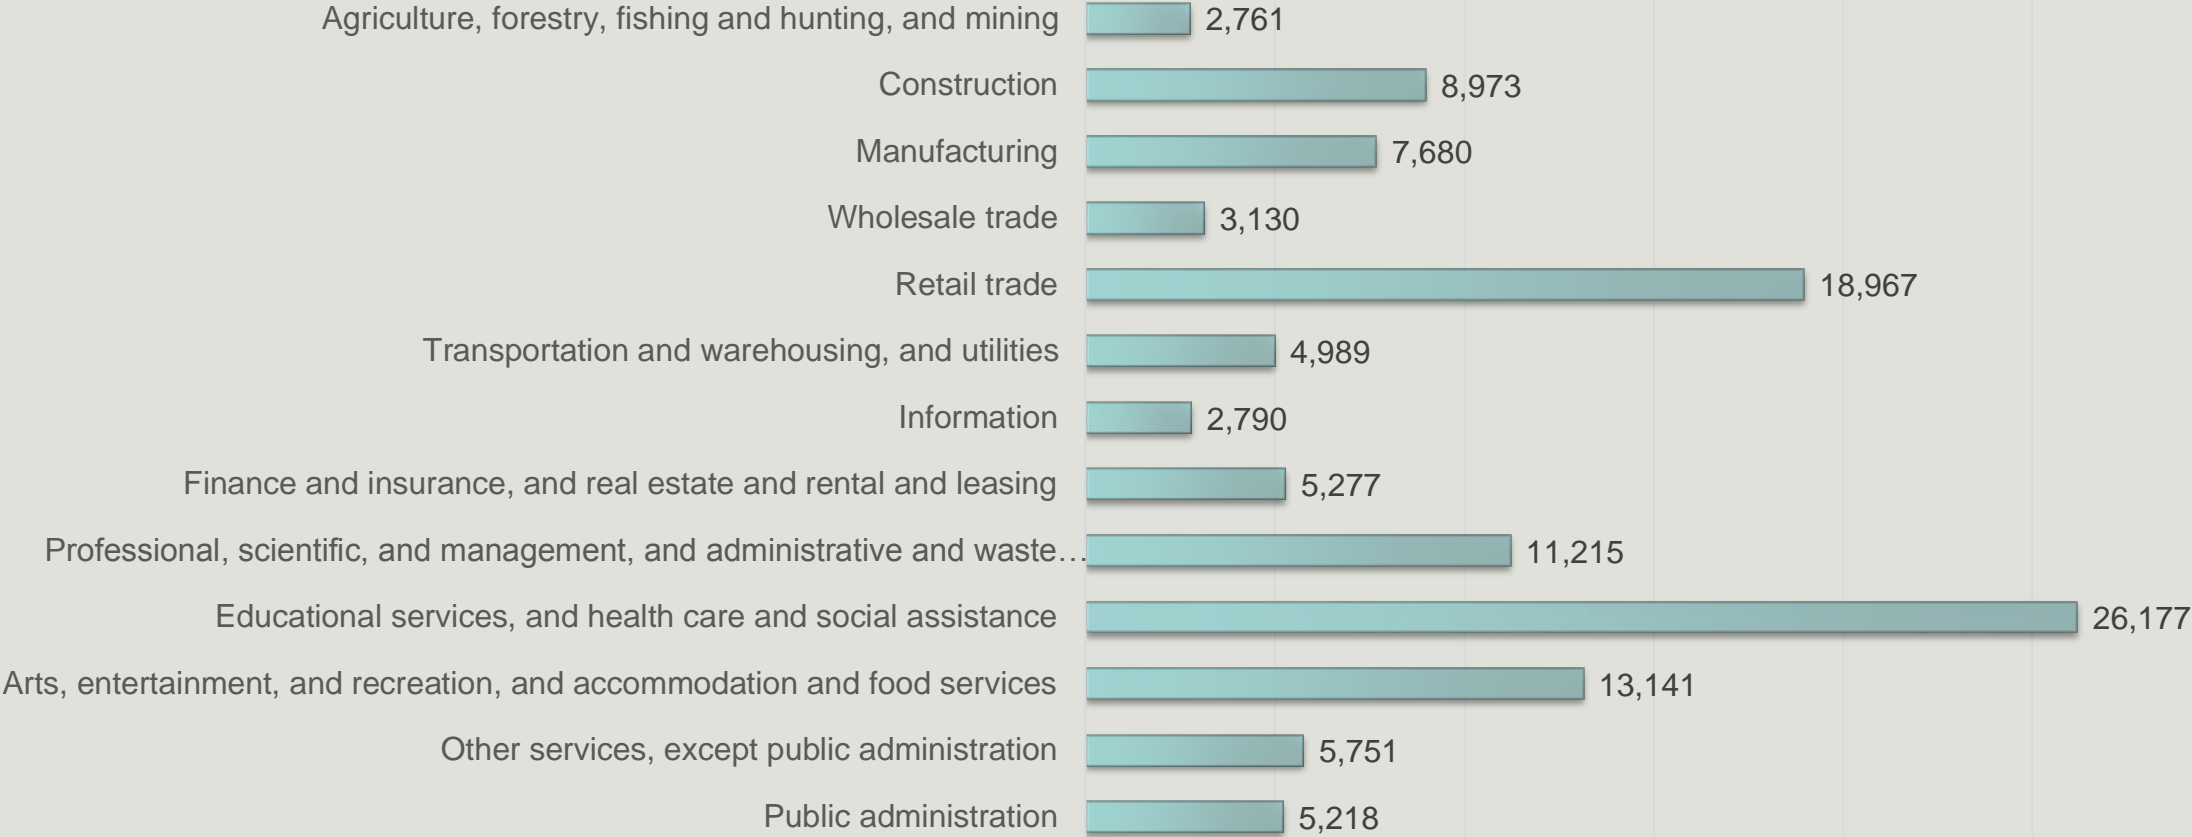 Agriculture, forestry, fishing and hunting, and mining 2,761
Construction 8,973
Manufacturing 7,680
Wholesale trade 3,130
Retail trade 18,967
Transportation and warehousing, and utilities 4,989
Information 2,790
Finance and insurance, and real estate and rental and leasing 5,277
Professional, scientific, and management, and administrative and waste… 11,215
Educational services, and health care and social assistance 26,177
Arts, entertainment, and recreation, and accommodation and food services 13,141
Other services, except public administration 5,751
Public administration 5,218